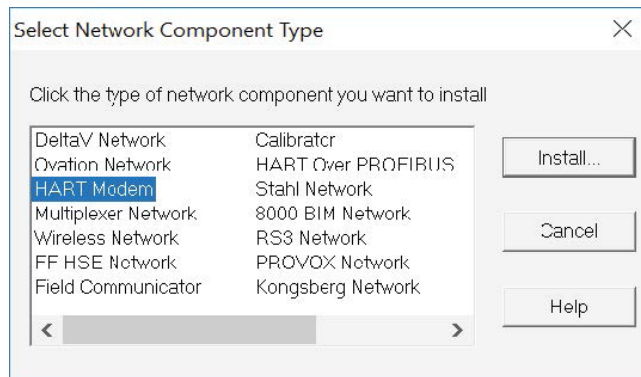 Select Network Component Type
Click the type of network component you want to install
DeltaV Network Calibrator
Ovation Network HART Over PROFIBUS
HART Modem Stahl Network
Multiplexer Network 8000 BIM Network
Wireless Network RS3 Network
FF HSE Network PROVOX Network
Field Communicator Kongsberg Network
Install...
Cancel
Help